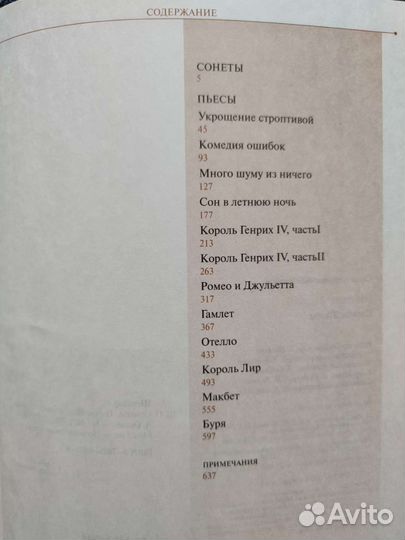 СОДЕРЖАНИЕ
СОНЕТЫ
5
ПЬЕСЫ
Укрощение строптивой
45
Комедия ошибок
93
Много шуму из ничего
127
Сон в летнюю ночь
177
Король Генрих IV, частьI
213
Король Генрих IV, частьII
263
Ромео и Джульетта
317
Гамлет
367
Отелло
433
Король Лир
493
Макбет
555
Буря
597
ПРИМЕЧАНИЯ
637
Avito